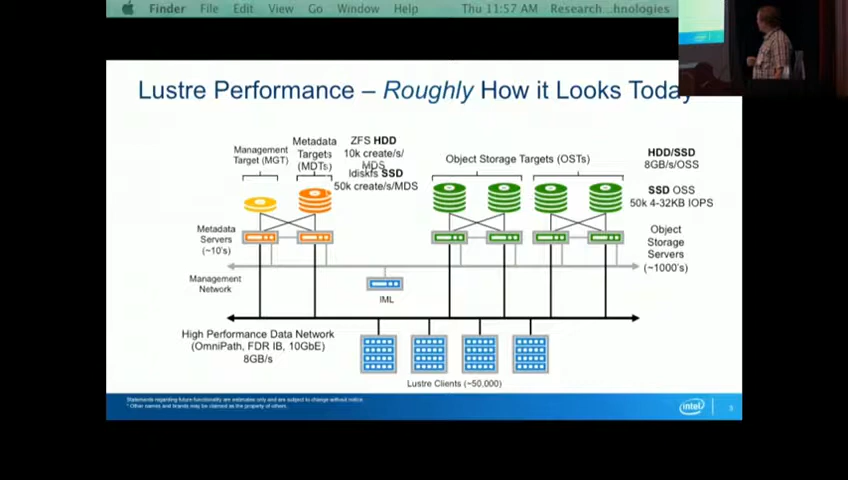 Finder File Edit View Go Window Help Thu 11:57 AM Research...hnologies
Lustre Performance – Roughly How it Looks Today
Management
Target (MGT)
Metadata
Targets
(MDTs)
ZFS HDD
10k create/s/
MDS
ldiskfs SSD
50k create/s/MDS
Object Storage Targets (OSTs)
HDD/SSD
8GB/s/OSS
SSD OSS
50k 4-32KB IOPS
Metadata
Servers
(~10's)
Object
Storage
Servers
(~1000's)
Management
Network
IML
High Performance Data Network
(OmniPath, FDR IB, 10GbE)
8GB/s
Lustre Clients (~50,000)
Statements regarding future functionality are estimates only and are subject to change without notice
* Other names and brands may be claimed as the property of others.
intel
3